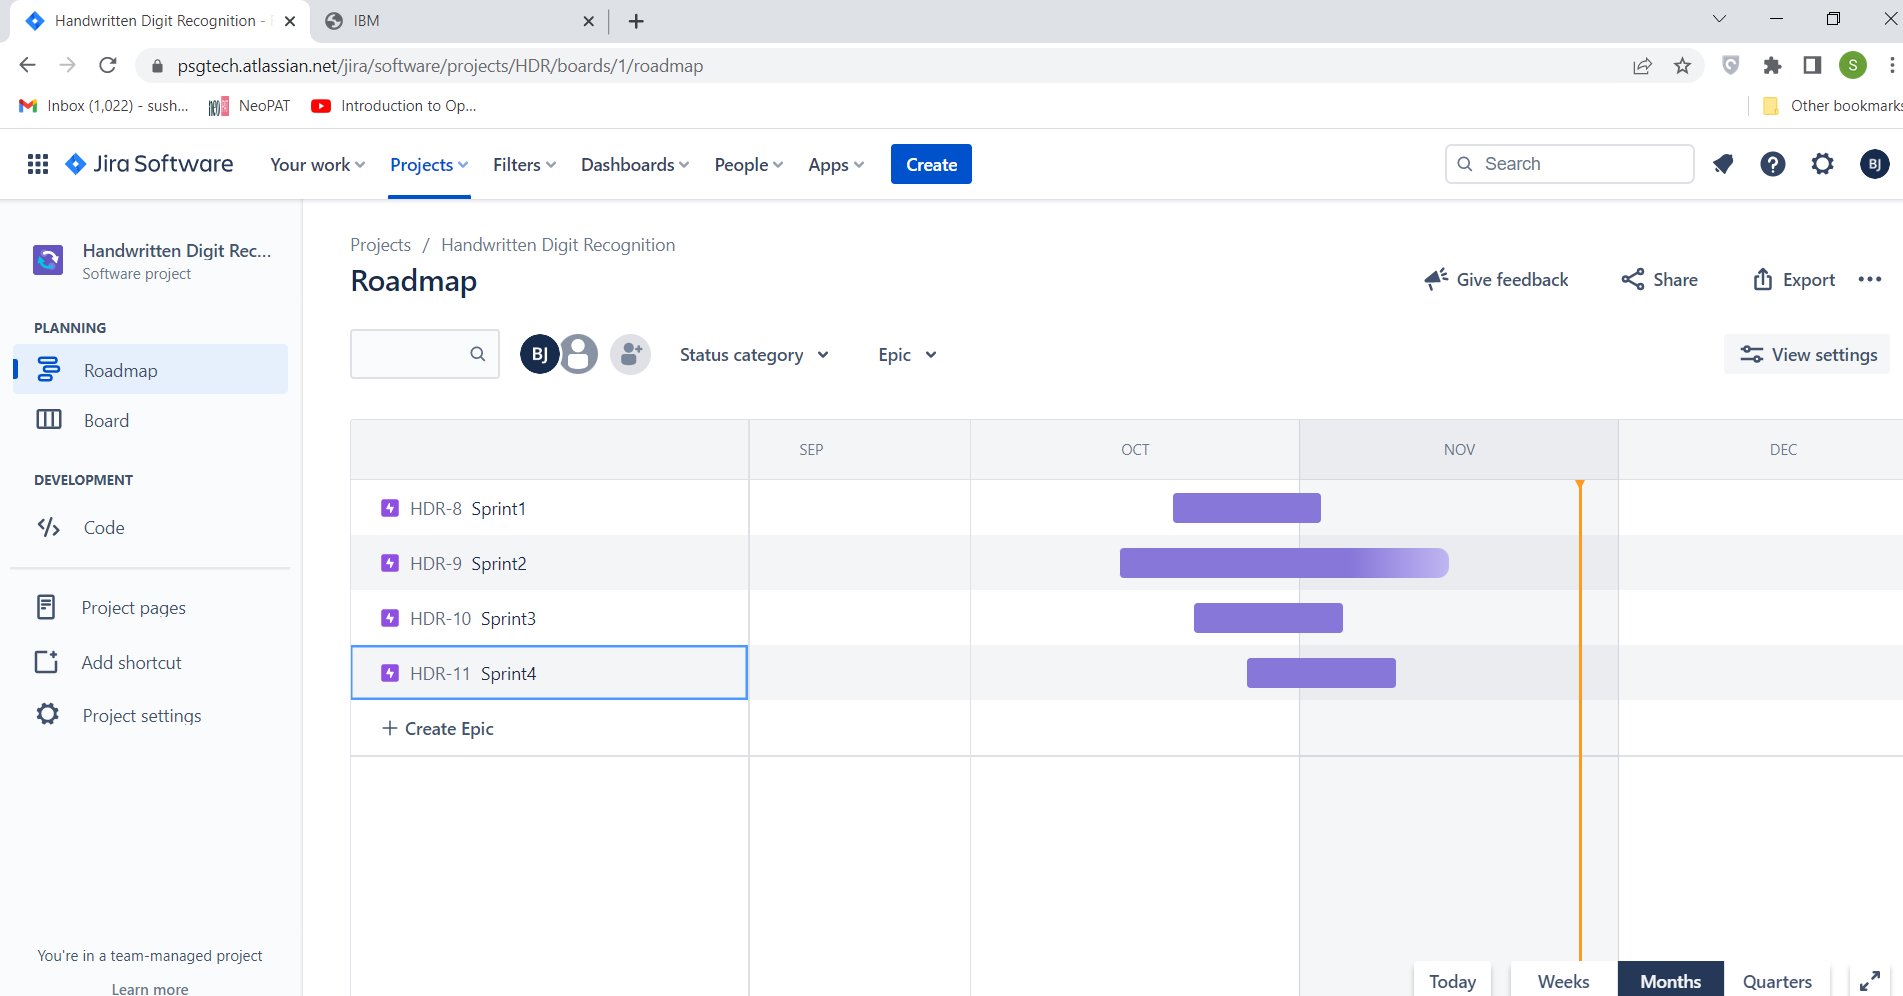 Handwritten Digit Recognition -
IBM
psgtech.atlassian.net/jira/software/projects/HDR/boards/1/roadmap
S
Inbox (1,022) - sush...
NeoPAT
Introduction to Op...
Other bookmarks
Jira Software
Your work
Projects
Filters
Dashboards
People
Apps
Create
Search
BJ
Handwritten Digit Rec...
Software project
PLANNING
Roadmap
Board
DEVELOPMENT
Code
Project pages
Add shortcut
Project settings
You're in a team-managed project
Learn more
Projects / Handwritten Digit Recognition
Roadmap
Give feedback
Share
Export
BJ
Status category
Epic
View settings
SEP
OCT
NOV
DEC
HDR-8 Sprint1
HDR-9 Sprint2
HDR-10 Sprint3
HDR-11 Sprint4
+ Create Epic
Today
Weeks
Months
Quarters